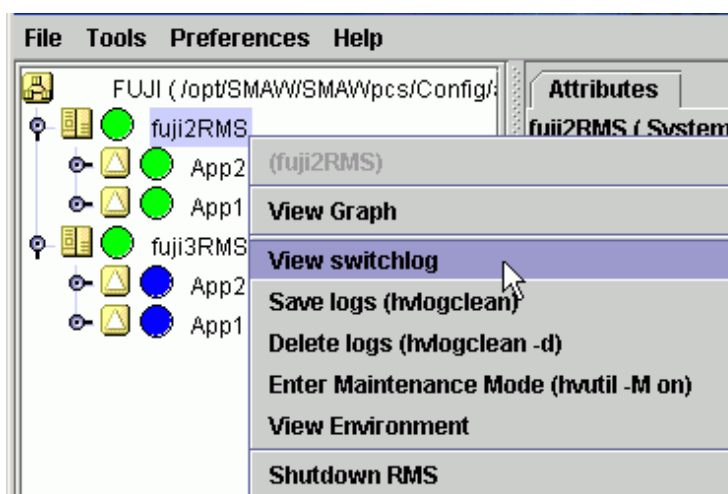 File Tools Preferences Help
FUJI ( /opt/SMAW/SMAWpcs/Config/
Attributes
fuji2RMS
fuji2RMS ( System
App2
(fuji2RMS)
App1
View Graph
fuji3RMS
View switchlog
App2
Save logs (hvlogclean)
App1
Delete logs (hvlogclean -d)
Enter Maintenance Mode (hvutil -M on)
View Environment
Shutdown RMS